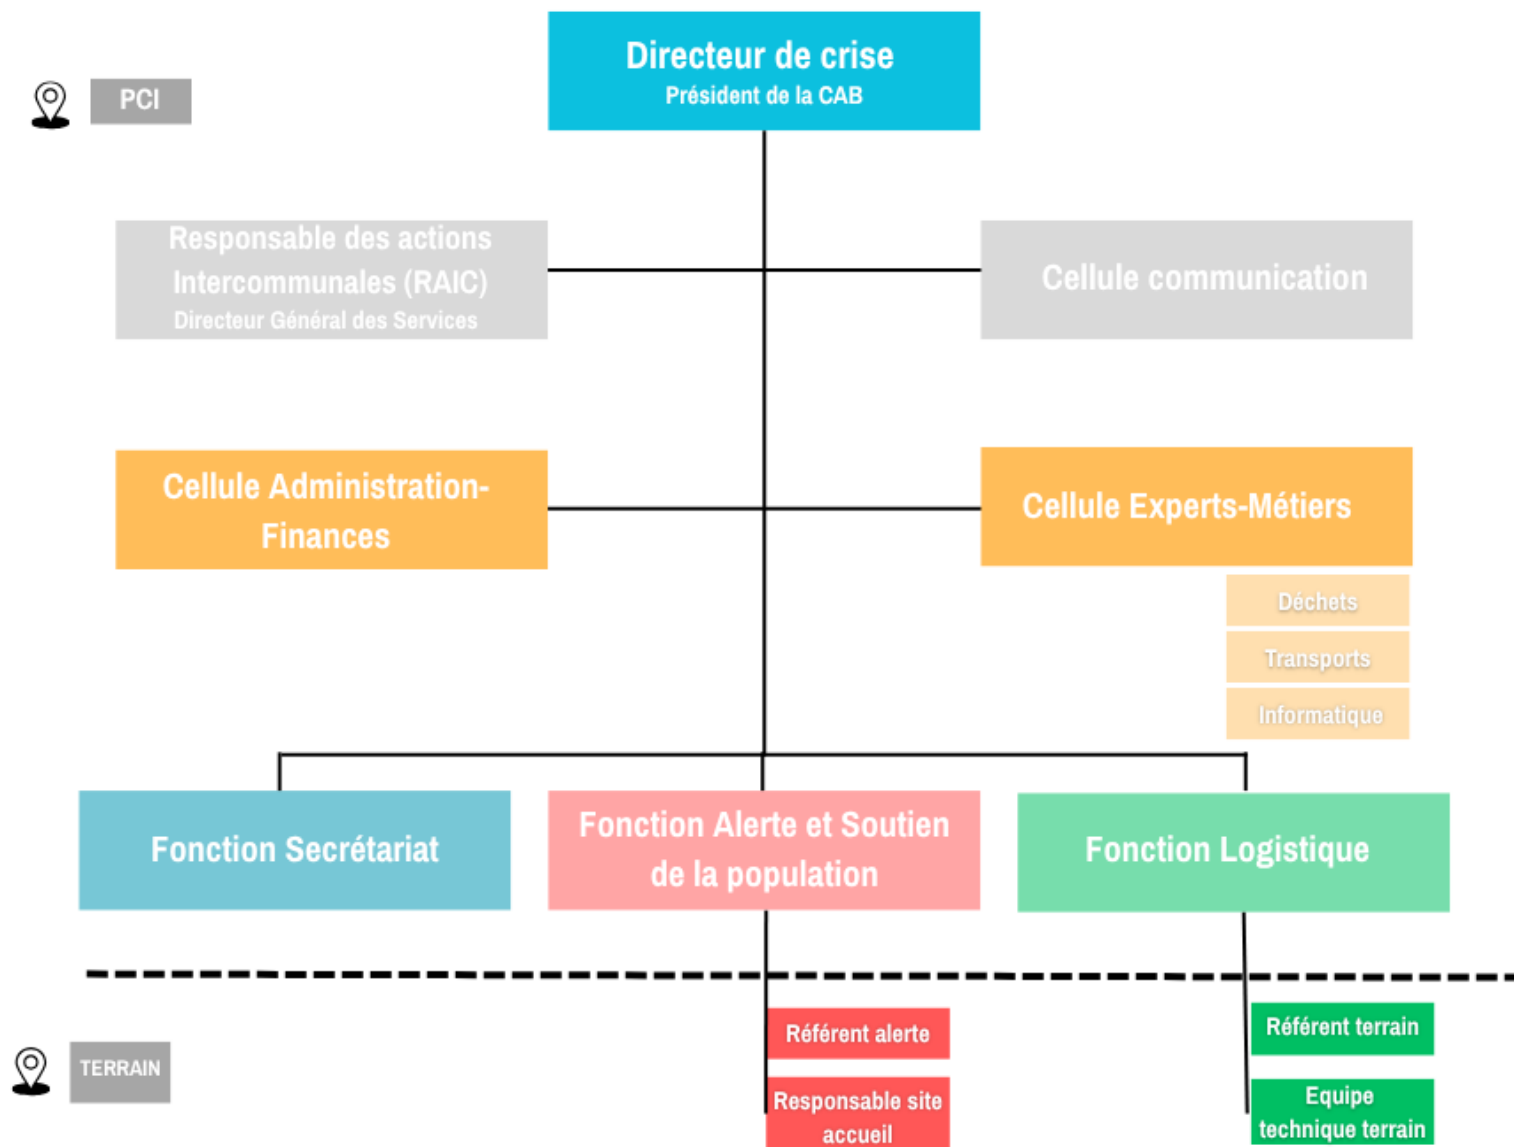 Directeur de crise
Président de la CAB
PCI
Responsable des actions
Intercommunales (RAIC)
Directeur Général des Services
Cellule communication
Cellule Administration-
Finances
Cellule Experts-Métiers
Déchets
Transports
Informatique
Fonction Secrétariat
Fonction Alerte et Soutien
de la population
Fonction Logistique
TERRAIN
Référent alerte
Responsable site
accueil
Référent terrain
Equipe
technique terrain